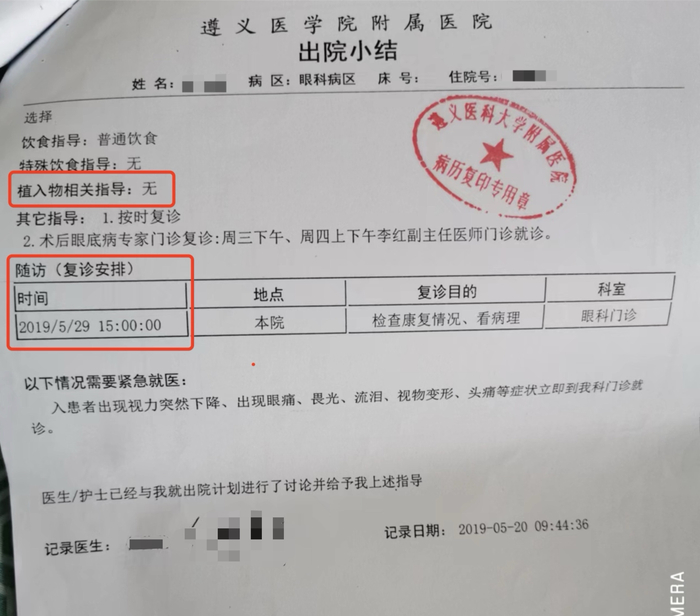 遵义医学院附属医院
出院小结
姓名： 病区：眼科病区 床号： 住院号：
选择
饮食指导：普通饮食
特殊饮食指导：无
植入物相关指导：无
其它指导：1.按时复诊
2.术后眼底病专家门诊复诊:周三下午、周四上下午李红副主任医师门诊就诊。
遵义医科大学附属医院
病历复印专用章
随访（复诊安排）
时间 地点 复诊目的 科室
2019/5/29 15:00:00 本院 检查康复情况、看病理 眼科门诊
以下情况需要紧急就医：
入患者出现视力突然下降、出现眼痛、畏光、流泪、视物变形、头痛等症状立即到我科门诊就
诊。
医生/护士已经与我就出院计划进行了讨论并给予我上述指导
记录医生： 记录日期：2019-05-20 09:44:36
MERA